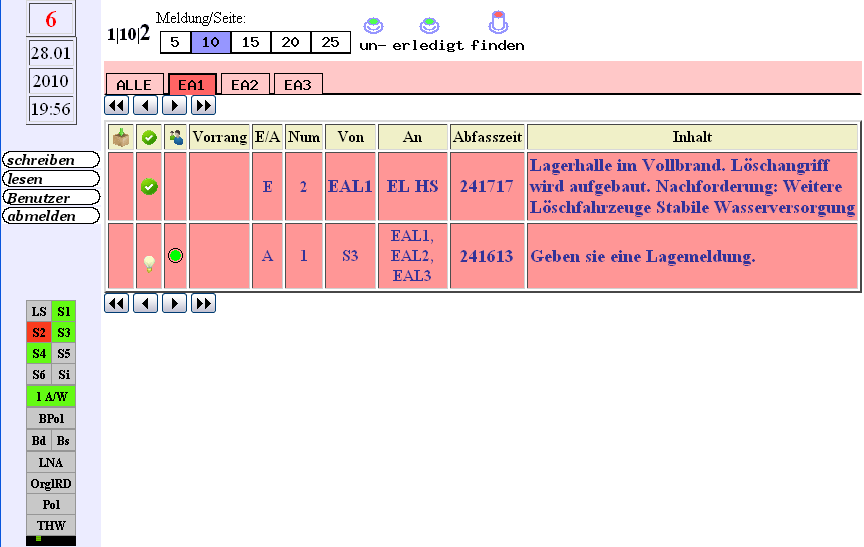 6
28.01
2010
19:56
schreiben
lesen
Benutzer
abmelden
LS S1
S2 S3
S4 S5
S6 Si
1 A/W
BPol
Bd Bs
LNA
OrglRD
Pol
THW
1|10|2
Meldung/Seite:
5 10 15 20 25
un- erledigt finden
ALLE EA1 EA2 EA3
Vorrang E/A Num Von An Abfasszeit Inhalt
E 2 EAL1 EL HS 241717
Lagerhalle im Vollbrand. Löschangriff
wird aufgebaut. Nachforderung: Weitere
Löschfahrzeuge Stabile Wasserversorgung
A 1 S3
EAL1,
EAL2,
EAL3
241613 Geben sie eine Lagemeldung.